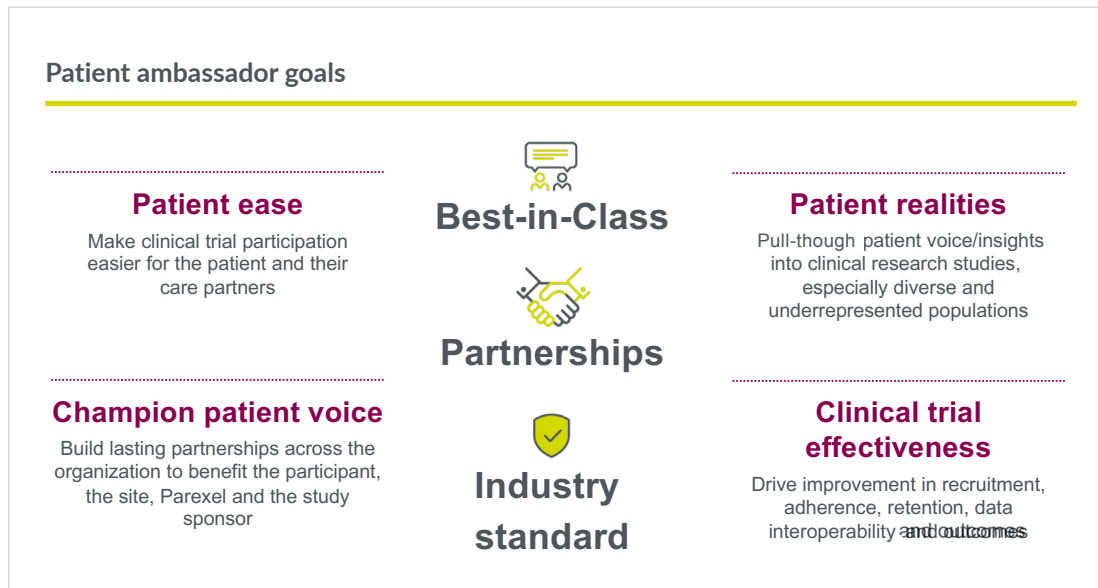 Patient ambassador goals
Patient ease
Make clinical trial participation
easier for the patient and their
care partners
Champion patient voice
Build lasting partnerships across the
organization to benefit the participant,
the site, Parexel and the study
sponsor
Best-in-Class
Partnerships
Industry
standard
Patient realities
Pull-though patient voice/insights
into clinical research studies,
especially diverse and
underrepresented populations
Clinical trial
effectiveness
Drive improvement in recruitment,
adherence, retention, data
interoperability and outcomes